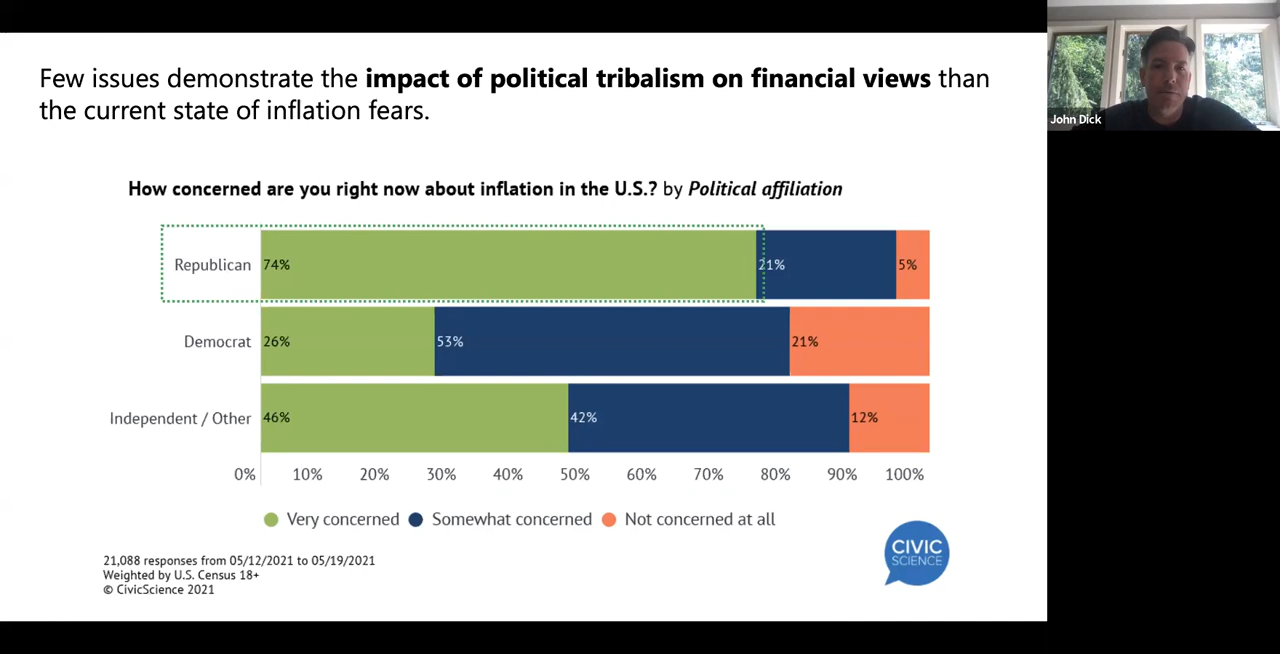 Few issues demonstrate the impact of political tribalism on financial views than
the current state of inflation fears.
John Dick
How concerned are you right now about inflation in the U.S.? by Political affiliation
Republican 74% 21% 5%
Democrat 26% 53% 21%
Independent / Other 46% 42% 12%
0% 10% 20% 30% 40% 50% 60% 70% 80% 90% 100%
Very concerned Somewhat concerned Not concerned at all
21,088 responses from 05/12/2021 to 05/19/2021
Weighted by U.S. Census 18+
© CivicScience 2021
CIVIC
SCIENCE